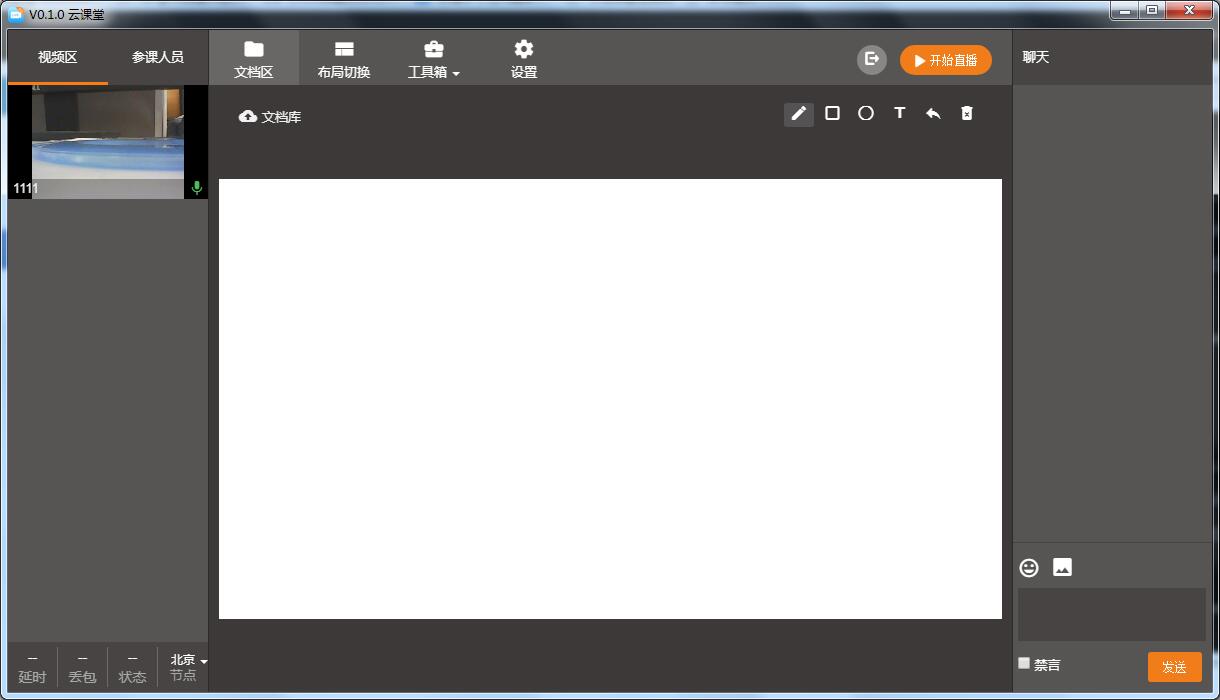 V0.1.0 云课堂
视频区
参课人员
文档区
布局切换
工具箱
设置
开始直播
聊天
文档库
T
1111
禁言
发送
--
延时
--
丢包
--
状态
北京
节点